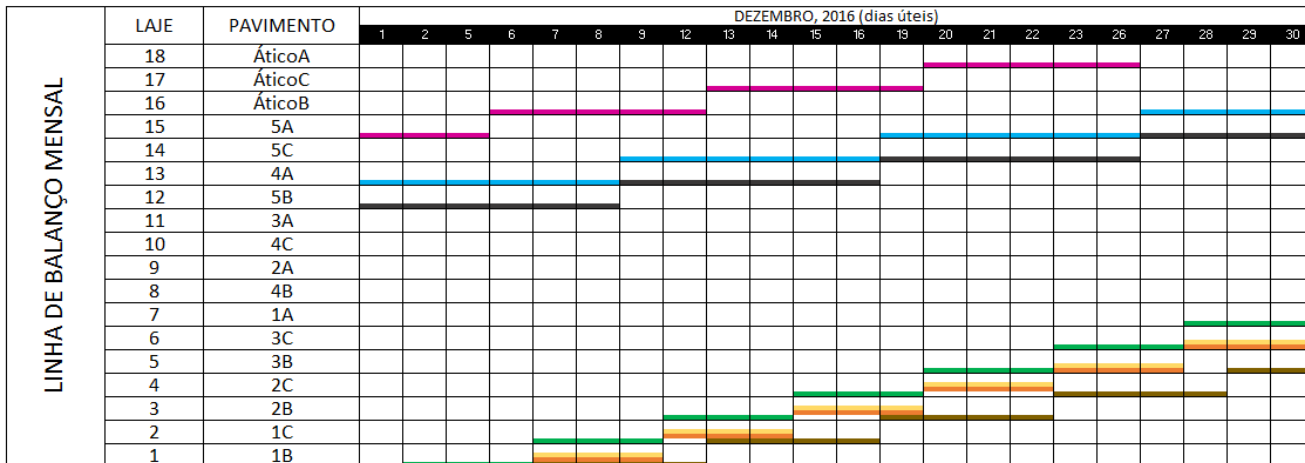 LINHA DE BALANÇO MENSAL
LAJE PAVIMENTO DEZEMBRO, 2016 (dias úteis)
1 2 5 6 7 8 9 12 13 14 15 16 19 20 21 22 23 26 27 28 29 30
18 ÁticoA
17 ÁticoC
16 ÁticoB
15 5A
14 5C
13 4A
12 5B
11 3A
10 4C
9 2A
8 4B
7 1A
6 3C
5 3B
4 2C
3 2B
2 1C
1 1B